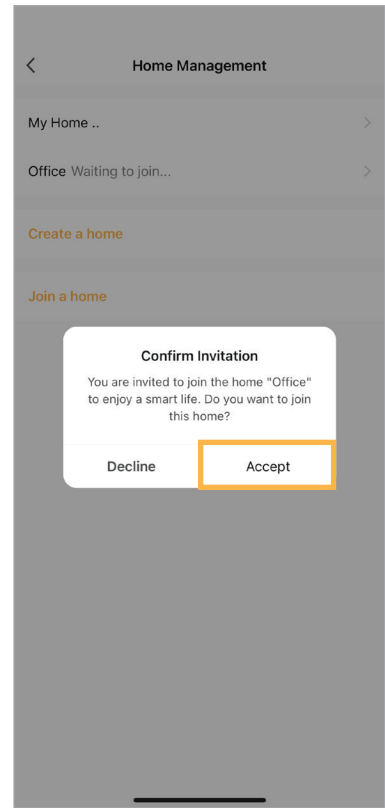 Home Management
My Home ..
Office Waiting to join...
Create a home
Join a home
Confirm Invitation
You are invited to join the home "Office"
to enjoy a smart life. Do you want to join
this home?
Decline
Accept